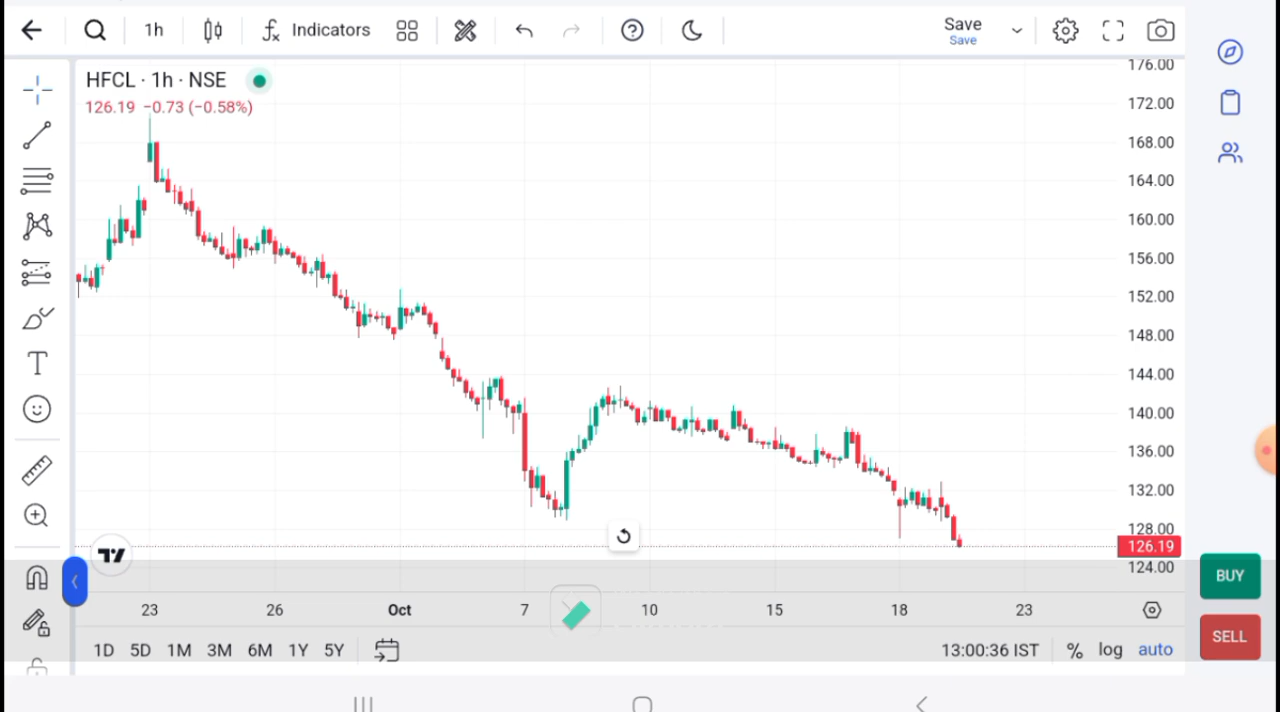 1h
Indicators
Save
Save
HFCL · 1h · NSE
126.19 −0.73 (−0.58%)
176.00
172.00
168.00
164.00
160.00
156.00
152.00
148.00
144.00
140.00
136.00
132.00
128.00
126.19
124.00
23 26 Oct 7 10 15 18 23
1D 5D 1M 3M 6M 1Y 5Y
13:00:36 IST % log auto
BUY
SELL